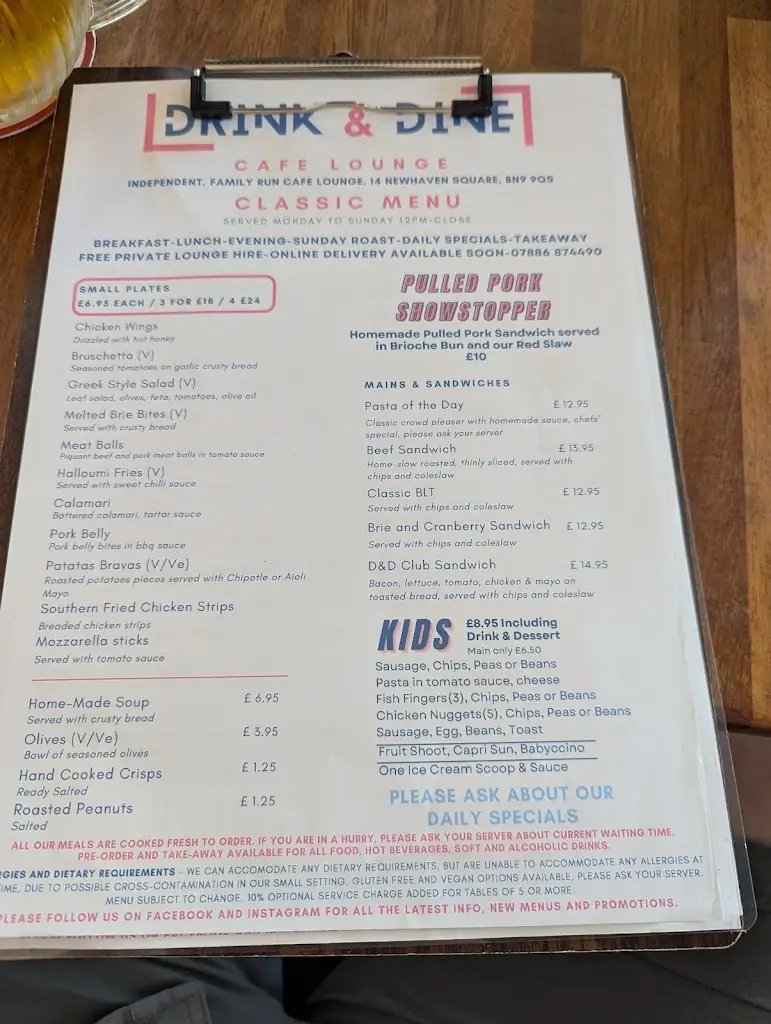 DRINK & DINE
CAFE LOUNGE
INDEPENDENT, FAMILY RUN CAFE LOUNGE, 14 NEWHAVEN SQUARE, BN9 9QS
CLASSIC MENU
SERVED MONDAY TO SUNDAY 12PM-CLOSE
BREAKFAST-LUNCH-EVENING-SUNDAY ROAST-DAILY SPECIALS-TAKEAWAY
FREE PRIVATE LOUNGE HIRE-ONLINE DELIVERY AVAILABLE SOON-07886 874490
SMALL PLATES
£6.95 EACH / 3 FOR £18 / 4 £24
Chicken Wings
Drizzled with hot honey
Bruschetta (V)
Seasoned tomatoes on garlic crusty bread
Greek Style Salad (V)
Leaf salad, olives, feta, tomatoes, olive oil
Melted Brie Bites (V)
Served with crusty bread
Meat Balls
Piquant beef and pork meat balls in tomato sauce
Halloumi Fries (V)
Served with sweet chilli sauce
Calamari
Battered calamari, tartar sauce
Pork Belly
Pork belly bites in bbq sauce
Patatas Bravas (V/Ve)
Roasted potatoes pieces served with Chipotle or Aioli
Mayo
Southern Fried Chicken Strips
Breaded chicken strips
Mozzarella sticks
Served with tomato sauce
Home-Made Soup £ 6.95
Served with crusty bread
Olives (V/Ve) £ 3.95
Bowl of seasoned olives
Hand Cooked Crisps £ 1.25
Ready Salted
Roasted Peanuts £ 1.25
Salted
PULLED PORK
SHOWSTOPPER
Homemade Pulled Pork Sandwich served
in Brioche Bun and our Red Slaw
£10
MAINS & SANDWICHES
Pasta of the Day £ 12.95
Classic crowd pleaser with homemade sauce, chefs'
special, please ask your server
Beef Sandwich £ 13.95
Home-slow roasted, thinly sliced, served with
chips and coleslaw
Classic BLT £ 12.95
Served with chips and coleslaw
Brie and Cranberry Sandwich £ 12.95
Served with chips and coleslaw
D&D Club Sandwich £ 14.95
Bacon, lettuce, tomato, chicken & mayo on
toasted bread, served with chips and coleslaw
KIDS
£8.95 Including
Drink & Dessert
Main only £6.50
Sausage, Chips, Peas or Beans
Pasta in tomato sauce, cheese
Fish Fingers(3), Chips, Peas or Beans
Chicken Nuggets(5), Chips, Peas or Beans
Sausage, Egg, Beans, Toast
Fruit Shoot, Capri Sun, Babyccino
One Ice Cream Scoop & Sauce
PLEASE ASK ABOUT OUR
DAILY SPECIALS
ALL OUR MEALS ARE COOKED FRESH TO ORDER, IF YOU ARE IN A HURRY, PLEASE ASK YOUR SERVER ABOUT CURRENT WAITING TIME.
PRE-ORDER AND TAKE-AWAY AVAILABLE FOR ALL FOOD, HOT BEVERAGES, SOFT AND ALCOHOLIC DRINKS.
RGIES AND DIETARY REQUIREMENTS - WE CAN ACCOMODATE ANY DIETARY REQUIREMENTS, BUT ARE UNABLE TO ACCOMMODATE ANY ALLERGIES AT
IME, DUE TO POSSIBLE CROSS-CONTAMINATION IN OUR SMALL SETTING. GLUTEN FREE AND VEGAN OPTIONS AVAILABLE, PLEASE ASK YOUR SERVER.
MENU SUBJECT TO CHANGE. 10% OPTIONAL SERVICE CHARGE ADDED FOR TABLES OF 5 OR MORE.
PLEASE FOLLOW US ON FACEBOOK AND INSTAGRAM FOR ALL THE LATEST INFO, NEW MENUS AND PROMOTIONS.